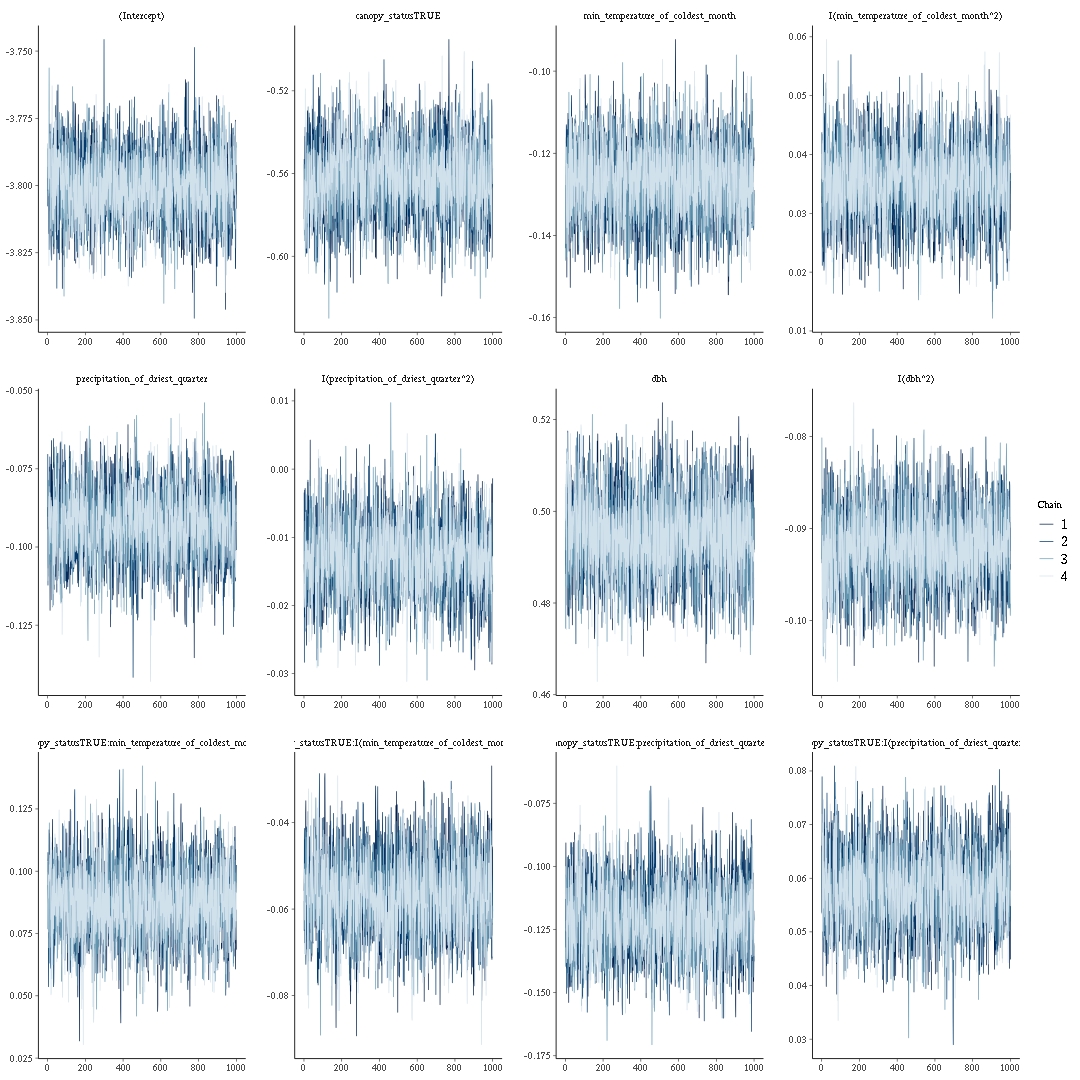 (Intercept)
canopy_statusTRUE
min_temperature_of_coldest_month
I(min_temperature_of_coldest_month^2)
-3.750
-3.775
-3.800
-3.825
-3.850
0 200 400 600 800 1000
-0.52
-0.56
-0.60
0 200 400 600 800 1000
-0.10
-0.12
-0.14
-0.16
0 200 400 600 800 1000
0.06
0.05
0.04
0.03
0.02
0.01
0 200 400 600 800 1000
precipitation_of_driest_quarter
I(precipitation_of_driest_quarter^2)
dbh
I(dbh^2)
-0.050
-0.075
-0.100
-0.125
0 200 400 600 800 1000
0.01
0.00
-0.01
-0.02
-0.03
0 200 400 600 800 1000
0.52
0.50
0.48
0.46
0 200 400 600 800 1000
-0.08
-0.09
-0.10
0 200 400 600 800 1000
Chain
1
2
3
4
py_statusTRUE:min_temperature_of_coldest_mo
_statusTRUE:I(min_temperature_of_coldest_mon
nopy_statusTRUE:precipitation_of_driest_quarte
py_statusTRUE:I(precipitation_of_driest_quarte
0.125
0.100
0.075
0.050
0.025
0 200 400 600 800 1000
-0.04
-0.06
-0.08
0 200 400 600 800 1000
-0.075
-0.100
-0.125
-0.150
-0.175
0 200 400 600 800 1000
0.08
0.07
0.06
0.05
0.04
0.03
0 200 400 600 800 1000